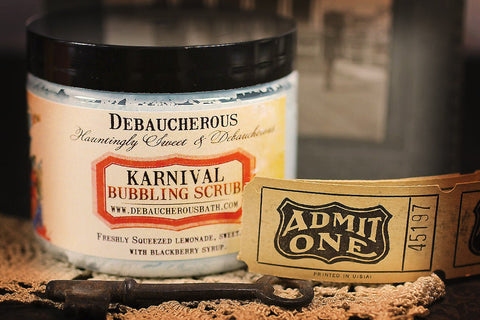 DEBAUCHEROUS
Hauntingly Sweet & Debaucherous
KARNIVAL
BUBBLING SCRUB
WWW.DEBAUCHEROUSBATH.COM
FRESHLY SQUEEZED LEMONADE, SWEET
WITH BLACKBERRY SYRUP.
ADMIT
ONE
45197
PRINTED IN U.S.A.